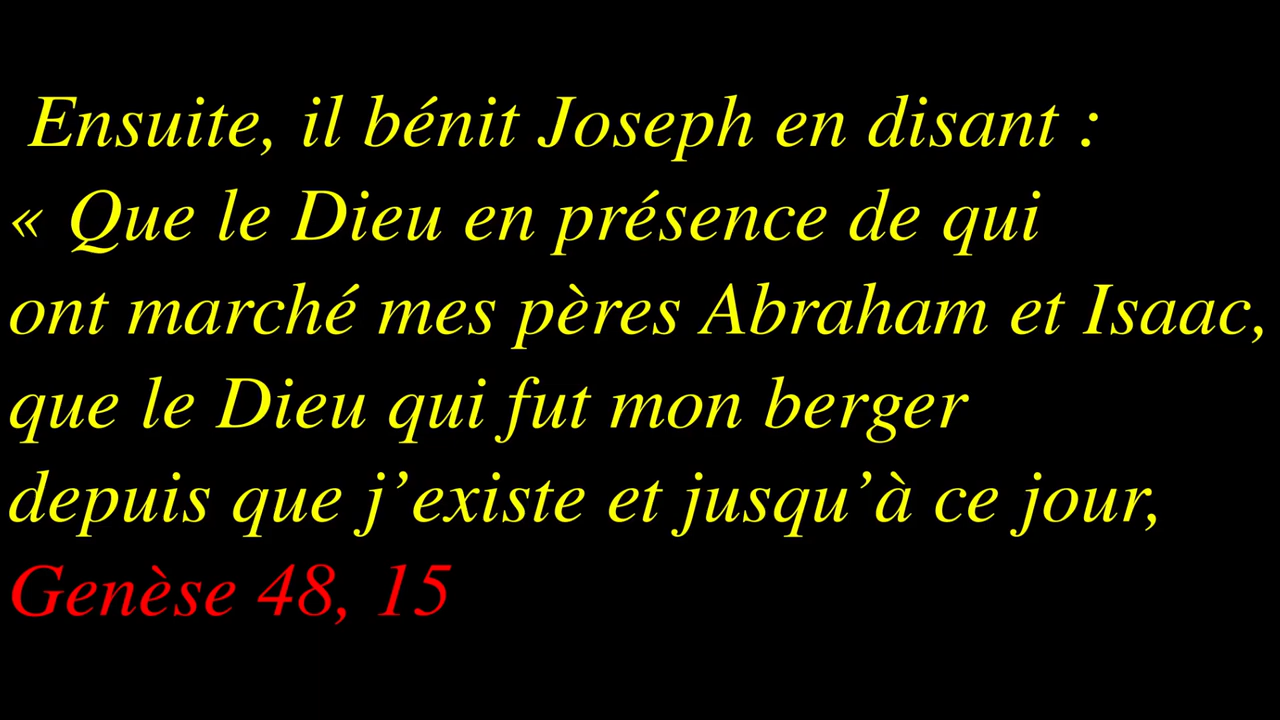 Ensuite, il bénit Joseph en disant :
« Que le Dieu en présence de qui
ont marché mes pères Abraham et Isaac,
que le Dieu qui fut mon berger
depuis que j’existe et jusqu’à ce jour,
Genèse 48, 15